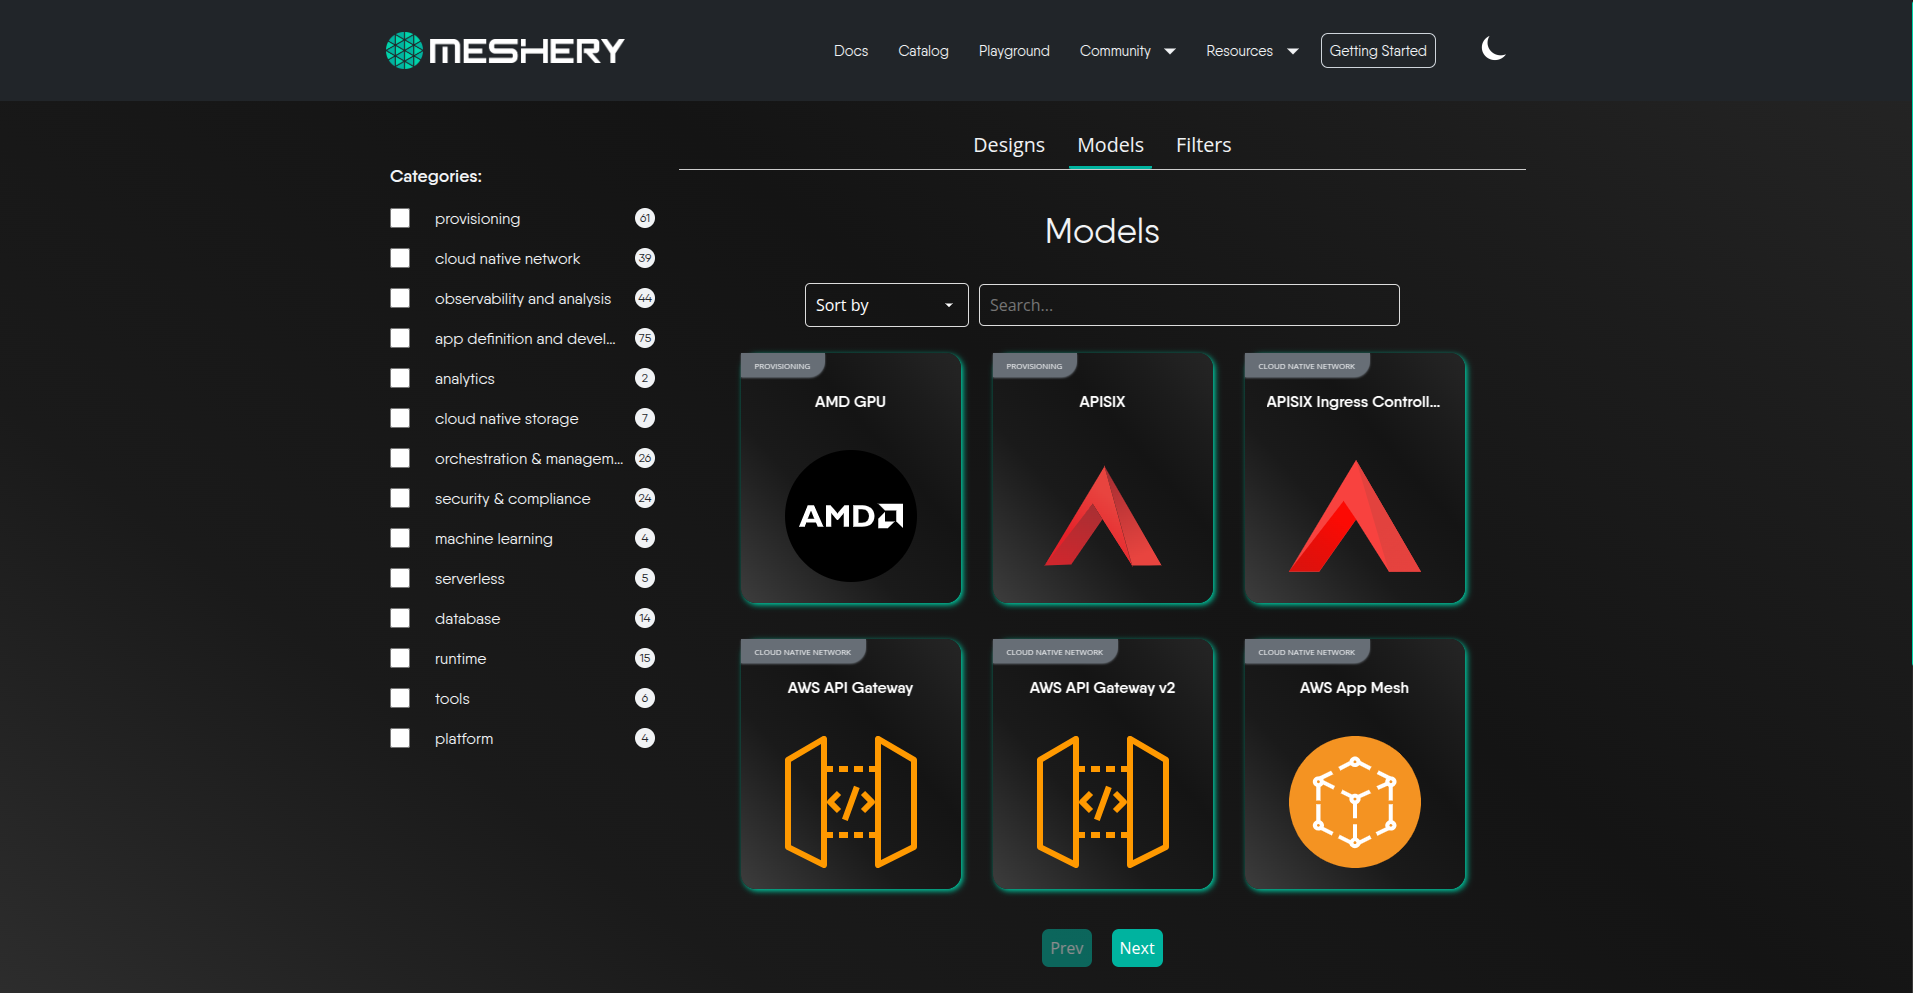 MESHERY
Docs Catalog Playground Community Resources Getting Started
Designs Models Filters
Categories:
provisioning 61
cloud native network 39
observability and analysis 44
app definition and devel... 75
analytics 2
cloud native storage 7
orchestration & managem... 26
security & compliance 24
machine learning 4
serverless 5
database 14
runtime 15
tools 6
platform 4
Models
Sort by Search...
PROVISIONING
AMD GPU
AMD
PROVISIONING
APISIX
CLOUD NATIVE NETWORK
APISIX Ingress Controll...
CLOUD NATIVE NETWORK
AWS API Gateway
</>
CLOUD NATIVE NETWORK
AWS API Gateway v2
</>
CLOUD NATIVE NETWORK
AWS App Mesh
Prev Next